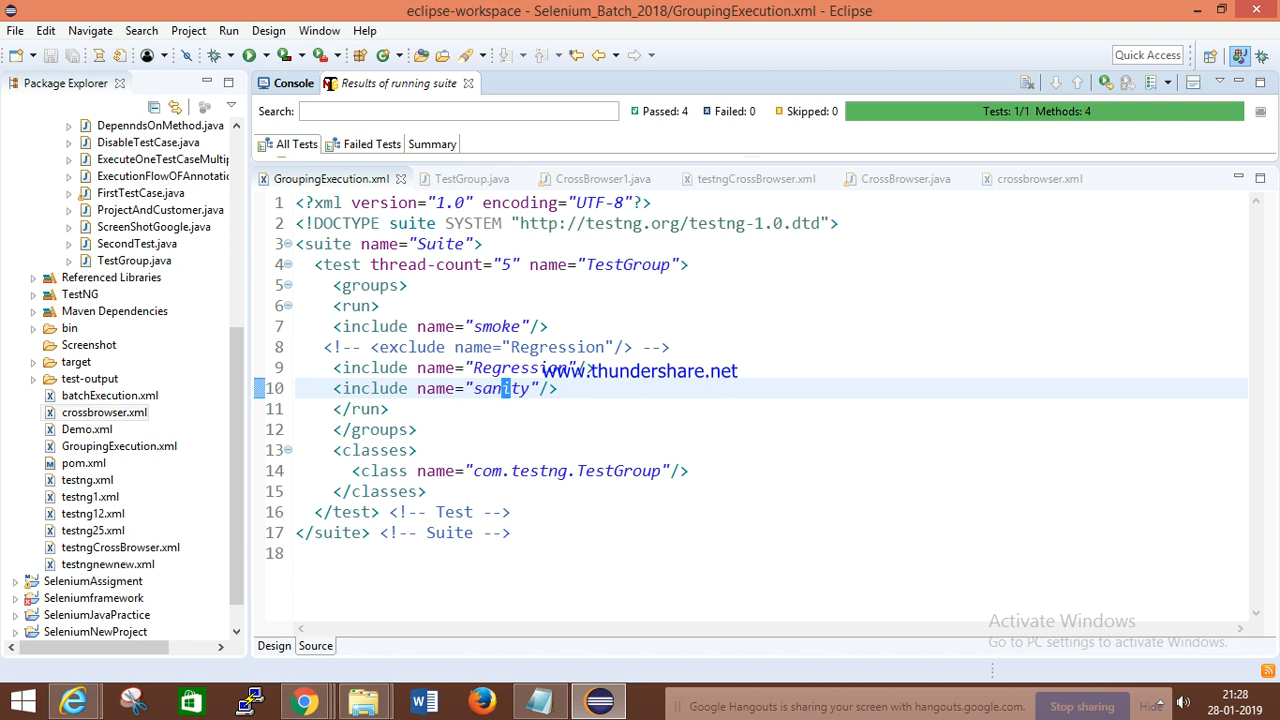 eclipse-workspace - Selenium_Batch_2018/GroupingExecution.xml - Eclipse
File Edit Navigate Search Project Run Design Window Help
Quick Access
Package Explorer
Console Results of running suite
Search: Passed: 4 Failed: 0 Skipped: 0 Tests: 1/1 Methods: 4
All Tests Failed Tests Summary
DepenndsOnMethod.java
DisableTestCase.java
ExecuteOneTestCaseMultip
ExecutionFlowOFAnnotatio
FirstTestCase.java
ProjectAndCustomer.java
ScreenShotGoogle.java
SecondTest.java
TestGroup.java
Referenced Libraries
TestNG
Maven Dependencies
bin
Screenshot
target
test-output
batchExecution.xml
crossbrowser.xml
Demo.xml
GroupingExecution.xml
pom.xml
testng.xml
testng1.xml
testng12.xml
testng25.xml
testngCrossBrowser.xml
testngnewnew.xml
SeleniumAssigment
Seleniumframework
SeleniumJavaPractice
SeleniumNewProject
GroupingExecution.xml TestGroup.java CrossBrowser1.java testngCrossBrowser.xml CrossBrowser.java crossbrowser.xml
1 <?xml version="1.0" encoding="UTF-8"?>
2 <!DOCTYPE suite SYSTEM "http://testng.org/testng-1.0.dtd">
3 <suite name="Suite">
4 <test thread-count="5" name="TestGroup">
5 <groups>
6 <run>
7 <include name="smoke"/>
8 <!-- <exclude name="Regression"/> -->
9 <include name="Regression"/>
www.thundershare.net
10 <include name="sanity"/>
11 </run>
12 </groups>
13 <classes>
14 <class name="com.testng.TestGroup"/>
15 </classes>
16 </test> <!-- Test -->
17 </suite> <!-- Suite -->
18
Activate Windows
Go to PC settings to activate Windows.
Design Source
Google Hangouts is sharing your screen with hangouts.google.com. Stop sharing Hide
21:28
28-01-2019